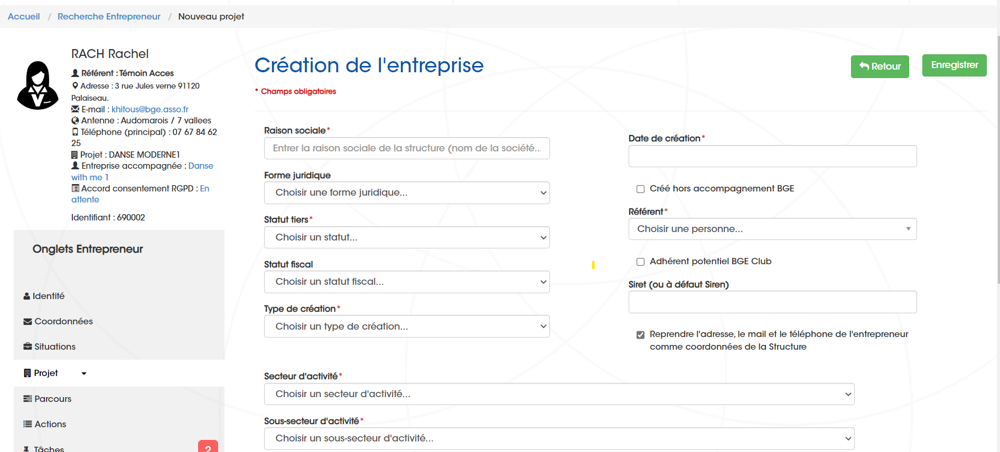 Accueil / Recherche Entrepreneur / Nouveau projet
RACH Rachel
Référent : Témoin Acces
Adresse : 3 rue Jules verne 91120
Palaiseau.
E-mail : khitous@bge.asso.fr
Antenne : Audomarois / 7 vallees
Téléphone (principal) : 07 67 84 62
25
Projet : DANSE MODERNE1
Entreprise accompagnée : Danse
with me 1
Accord consentement RGPD : En
attente
Identifiant : 690002
Onglets Entrepreneur
Identité
Coordonnées
Situations
Projet
Parcours
Actions
Tâches 2
Création de l'entreprise
Retour
Enregistrer
* Champs obligatoires
Raison sociale*
Entrer la raison sociale de la structure (nom de la société...
Forme juridique
Choisir une forme juridique...
Statut tiers*
Choisir un statut...
Statut fiscal
Choisir un statut fiscal...
Type de création*
Choisir un type de création...
Date de création*
Créé hors accompagnement BGE
Référent*
Choisir une personne...
Adhérent potentiel BGE Club
Siret (ou à défaut Siren)
Reprendre l'adresse, le mail et le téléphone de l'entrepreneur
comme coordonnées de la Structure
Secteur d'activité*
Choisir un secteur d'activité...
Sous-secteur d'activité*
Choisir un sous-secteur d'activité...